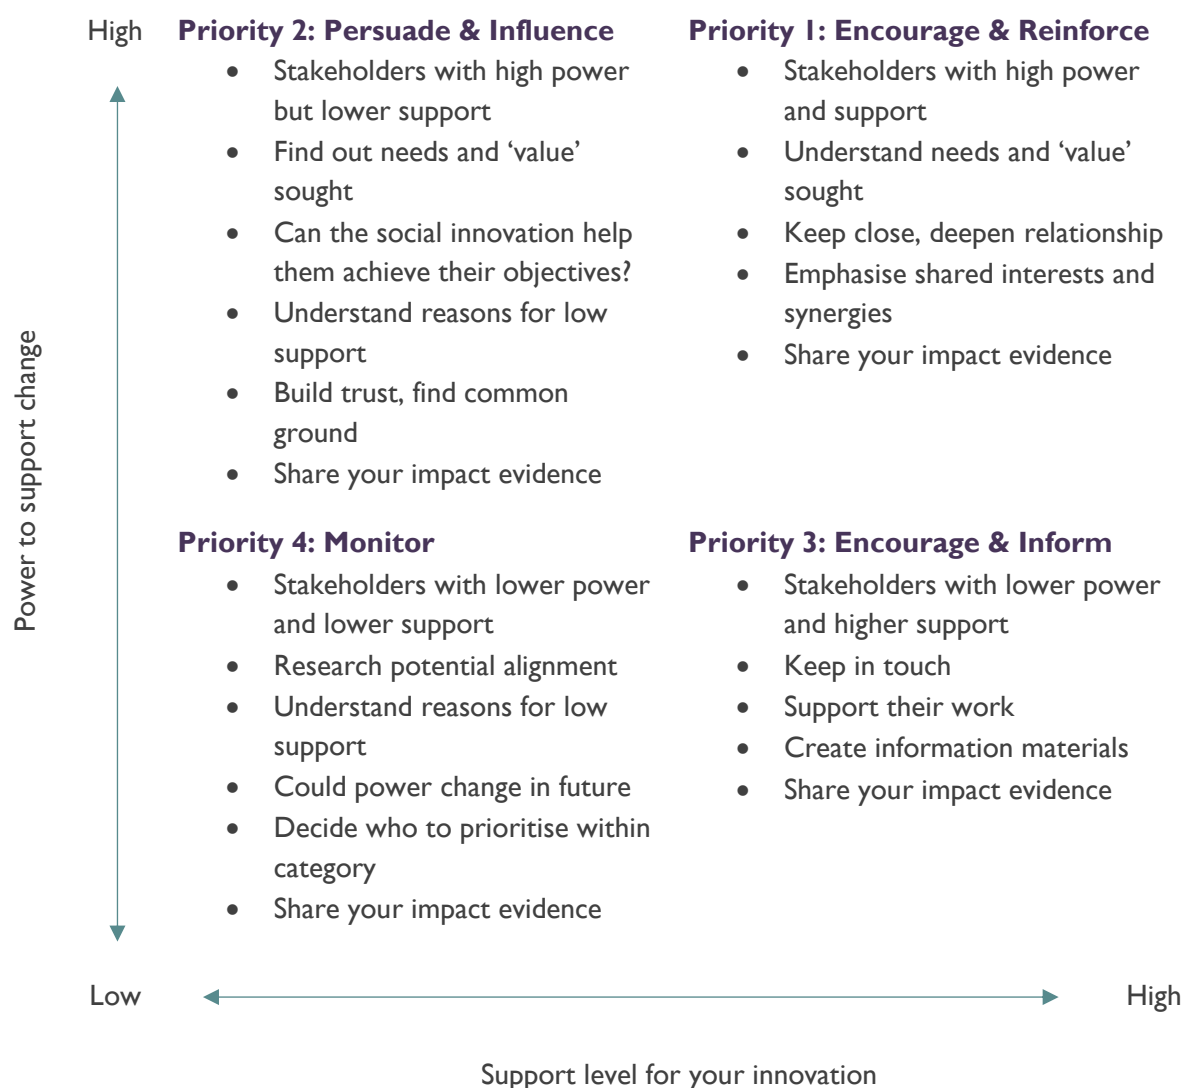 High
Priority 2: Persuade & Influence
• Stakeholders with high power
but lower support
• Find out needs and ‘value’
sought
• Can the social innovation help
them achieve their objectives?
• Understand reasons for low
support
• Build trust, find common
ground
• Share your impact evidence
Priority 1: Encourage & Reinforce
• Stakeholders with high power
and support
• Understand needs and ‘value’
sought
• Keep close, deepen relationship
• Emphasise shared interests and
synergies
• Share your impact evidence
Power to support change
Priority 4: Monitor
• Stakeholders with lower power
and lower support
• Research potential alignment
• Understand reasons for low
support
• Could power change in future
• Decide who to prioritise within
category
• Share your impact evidence
Priority 3: Encourage & Inform
• Stakeholders with lower power
and higher support
• Keep in touch
• Support their work
• Create information materials
• Share your impact evidence
Low
High
Support level for your innovation